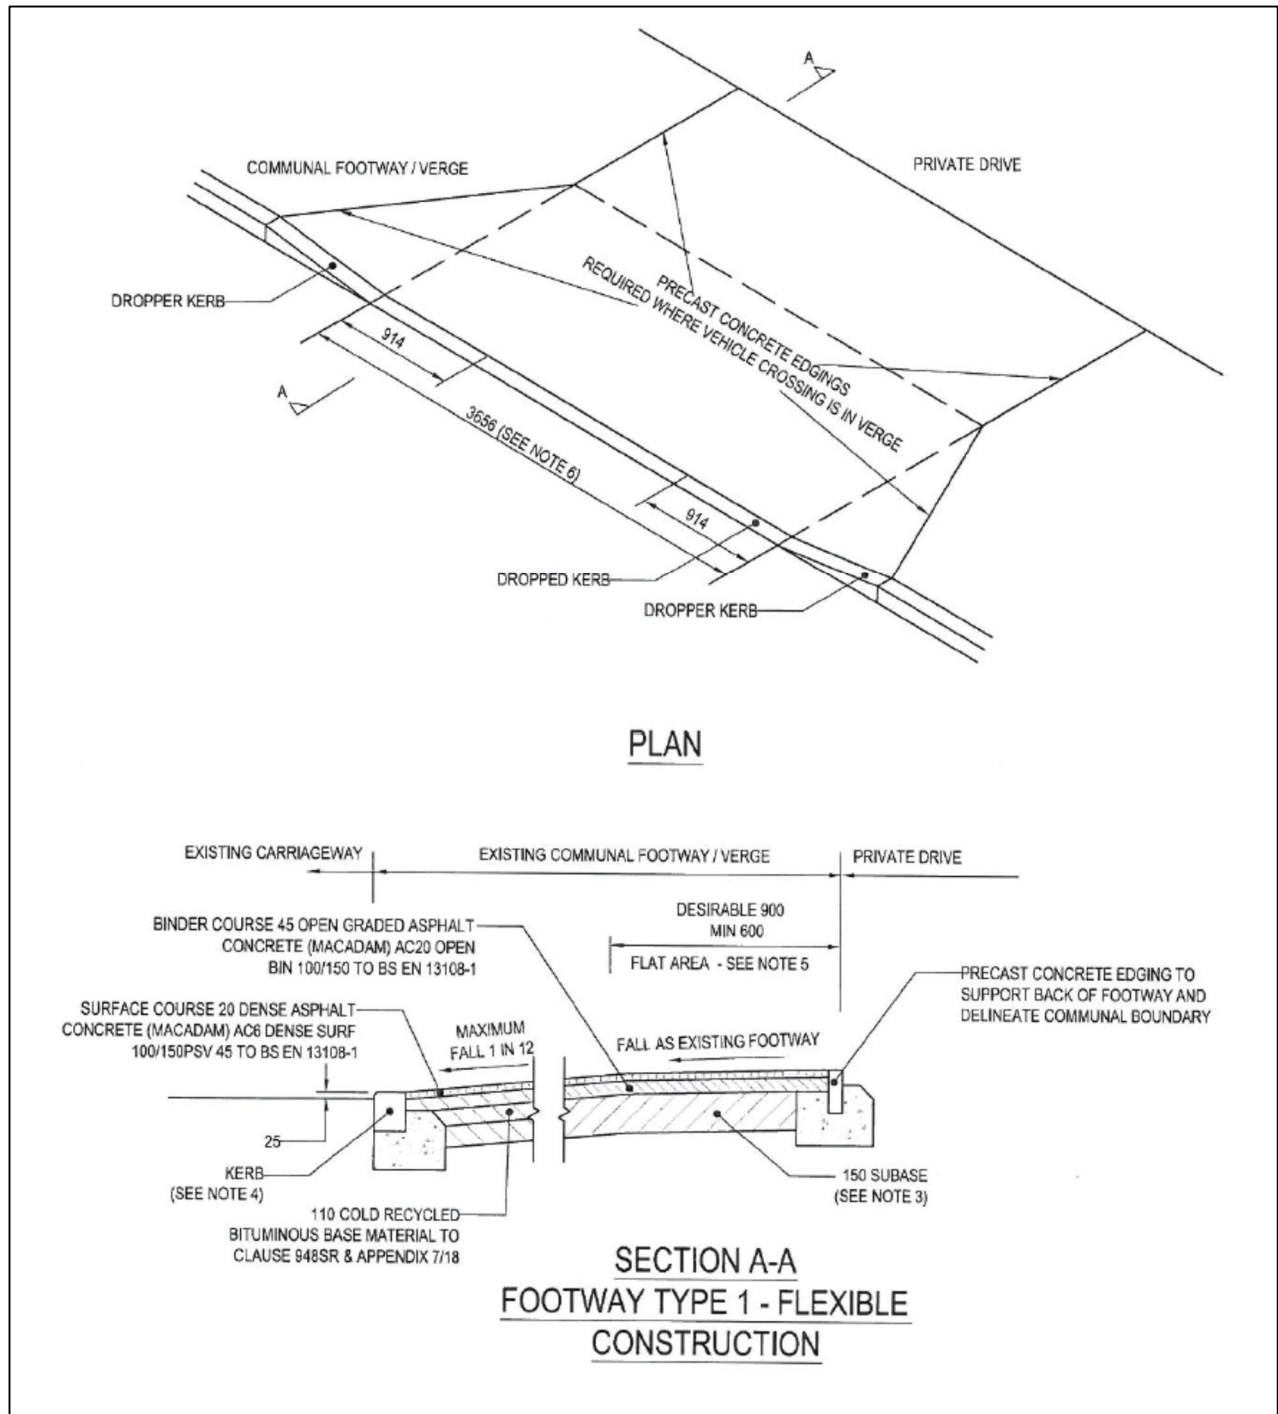 A
COMMUNAL FOOTWAY / VERGE
PRIVATE DRIVE
DROPPER KERB
PRECAST CONCRETE EDGINGS
REQUIRED WHERE VEHICLE CROSSING IS IN VERGE
914
A
3656 (SEE NOTE 6)
914
DROPPED KERB
DROPPER KERB
PLAN
EXISTING CARRIAGEWAY
EXISTING COMMUNAL FOOTWAY / VERGE
PRIVATE DRIVE
DESIRABLE 900
MIN 600
FLAT AREA - SEE NOTE 5
BINDER COURSE 45 OPEN GRADED ASPHALT
CONCRETE (MACADAM) AC20 OPEN
BIN 100/150 TO BS EN 13108-1
PRECAST CONCRETE EDGING TO
SUPPORT BACK OF FOOTWAY AND
DELINEATE COMMUNAL BOUNDARY
SURFACE COURSE 20 DENSE ASPHALT
CONCRETE (MACADAM) AC6 DENSE SURF
100/150PSV 45 TO BS EN 13108-1
MAXIMUM
FALL 1 IN 12
FALL AS EXISTING FOOTWAY
25
KERB
(SEE NOTE 4)
110 COLD RECYCLED
BITUMINOUS BASE MATERIAL TO
CLAUSE 948SR & APPENDIX 7/18
150 SUBASE
(SEE NOTE 3)
SECTION A-A
FOOTWAY TYPE 1 - FLEXIBLE
CONSTRUCTION